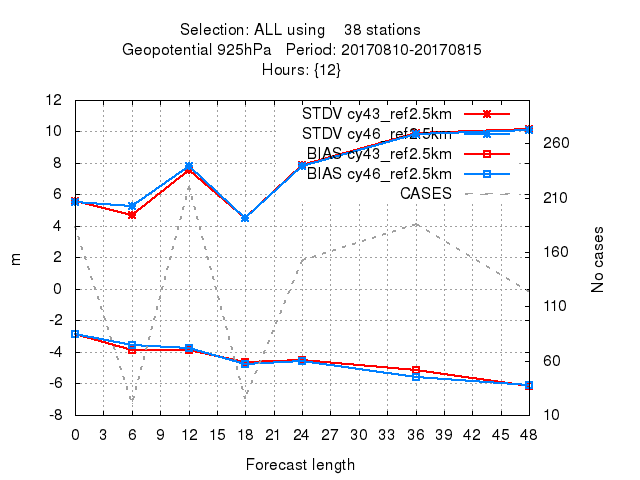 Selection: ALL using    38 stations
Geopotential 925hPa   Period: 20170810-20170815
Hours: {12}
STDV cy43_ref2.5km
STDV cy46_ref2.5km
BIAS cy43_ref2.5km
BIAS cy46_ref2.5km
CASES
12
10
8
6
4
2
0
-2
-4
-6
-8
m
260
210
160
110
60
10
No cases
0 3 6 9 12 15 18 21 24 27 30 33 36 39 42 45 48
Forecast length